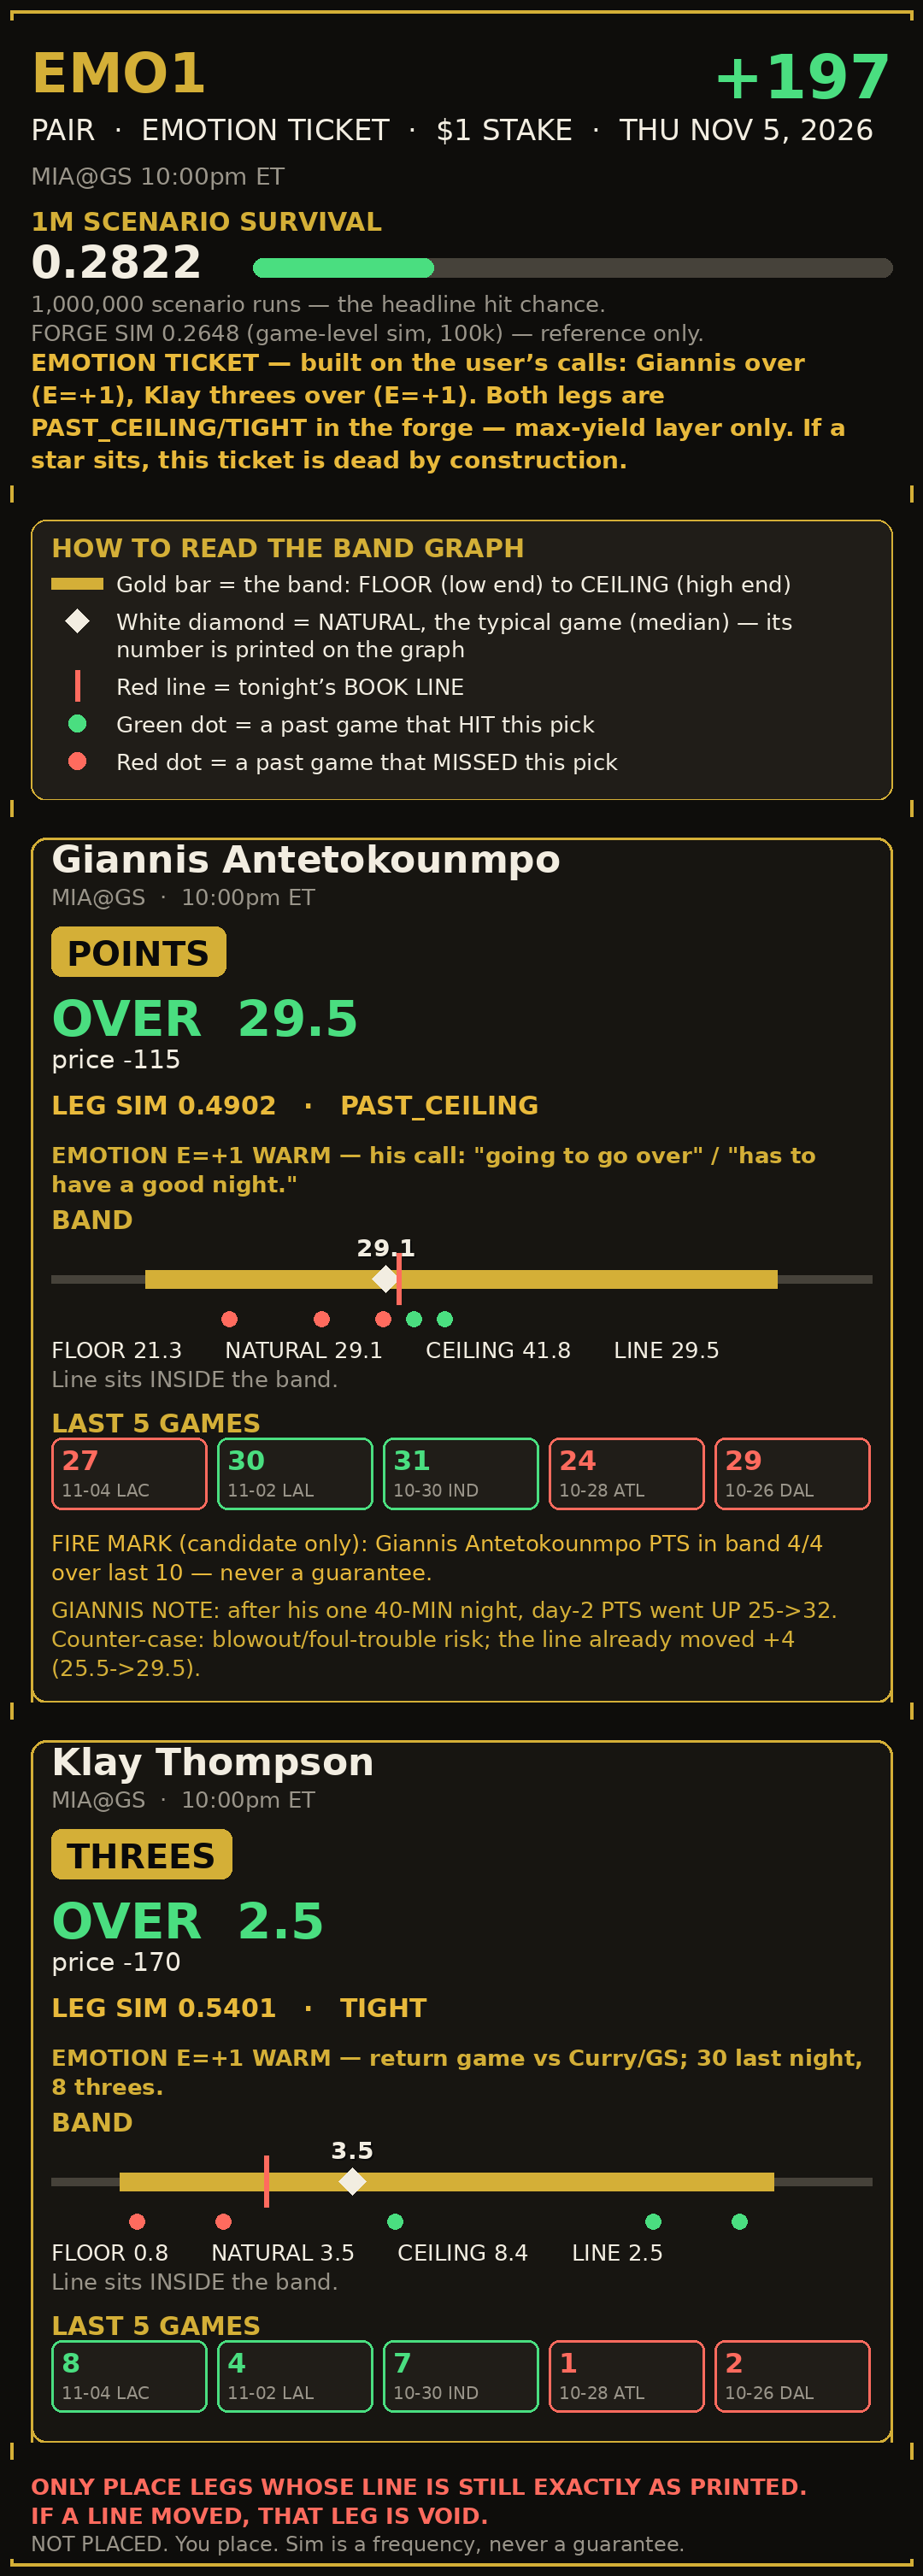 EMO1
+197
PAIR · EMOTION TICKET · $1 STAKE · THU NOV 5, 2026
MIA@GS 10:00pm ET
1M SCENARIO SURVIVAL
0.2822
1,000,000 scenario runs — the headline hit chance.
FORGE SIM 0.2648 (game-level sim, 100k) — reference only.
EMOTION TICKET — built on the user’s calls: Giannis over
(E=+1), Klay threes over (E=+1). Both legs are
PAST_CEILING/TIGHT in the forge — max-yield layer only. If a
star sits, this ticket is dead by construction.
HOW TO READ THE BAND GRAPH
Gold bar = the band: FLOOR (low end) to CEILING (high end)
White diamond = NATURAL, the typical game (median) — its
number is printed on the graph
Red line = tonight’s BOOK LINE
Green dot = a past game that HIT this pick
Red dot = a past game that MISSED this pick
Giannis Antetokounmpo
MIA@GS · 10:00pm ET
POINTS
OVER 29.5
price -115
LEG SIM 0.4902 · PAST_CEILING
EMOTION E=+1 WARM — his call: "going to go over" / "has to
have a good night."
BAND
29.1
FLOOR 21.3 NATURAL 29.1 CEILING 41.8 LINE 29.5
Line sits INSIDE the band.
LAST 5 GAMES
27 30 31 24 29
11-04 LAC 11-02 LAL 10-30 IND 10-28 ATL 10-26 DAL
FIRE MARK (candidate only): Giannis Antetokounmpo PTS in band 4/4
over last 10 — never a guarantee.
GIANNIS NOTE: after his one 40-MIN night, day-2 PTS went UP 25->32.
Counter-case: blowout/foul-trouble risk; the line already moved +4
(25.5->29.5).
Klay Thompson
MIA@GS · 10:00pm ET
THREES
OVER 2.5
price -170
LEG SIM 0.5401 · TIGHT
EMOTION E=+1 WARM — return game vs Curry/GS; 30 last night,
8 threes.
BAND
3.5
FLOOR 0.8 NATURAL 3.5 CEILING 8.4 LINE 2.5
Line sits INSIDE the band.
LAST 5 GAMES
8 4 7 1 2
11-04 LAC 11-02 LAL 10-30 IND 10-28 ATL 10-26 DAL
ONLY PLACE LEGS WHOSE LINE IS STILL EXACTLY AS PRINTED.
IF A LINE MOVED, THAT LEG IS VOID.
NOT PLACED. You place. Sim is a frequency, never a guarantee.